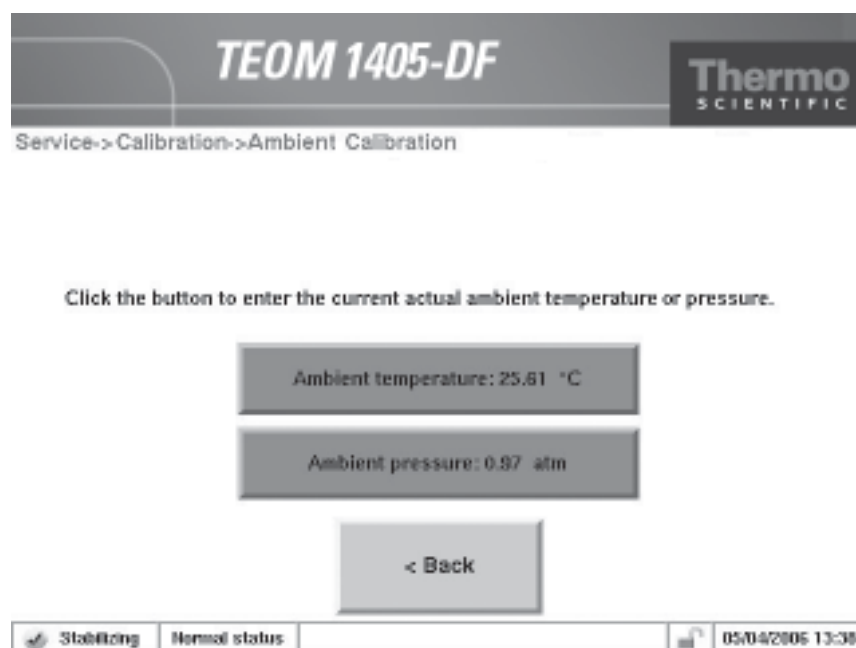 TEOM 1405-DF
Thermo
SCIENTIFIC
Service->Calibration->Ambient Calibration
Click the button to enter the current actual ambient temperature or pressure.
Ambient temperature: 25.61 °C
Ambient pressure: 0.97 atm
< Back
Stabilizing
Normal status
05/04/2006 13:38